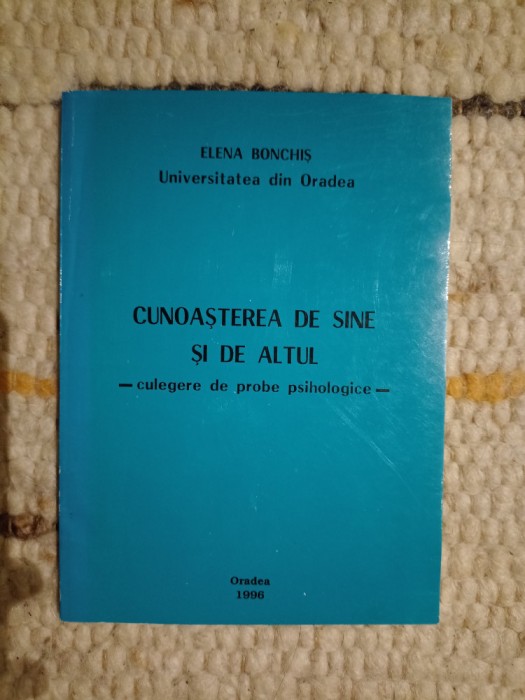 ELENA BONCHIȘ
Universitatea din Oradea
CUNOAȘTEREA DE SINE
ȘI DE ALTUL
— culegere de probe psihologice —
Oradea
1996